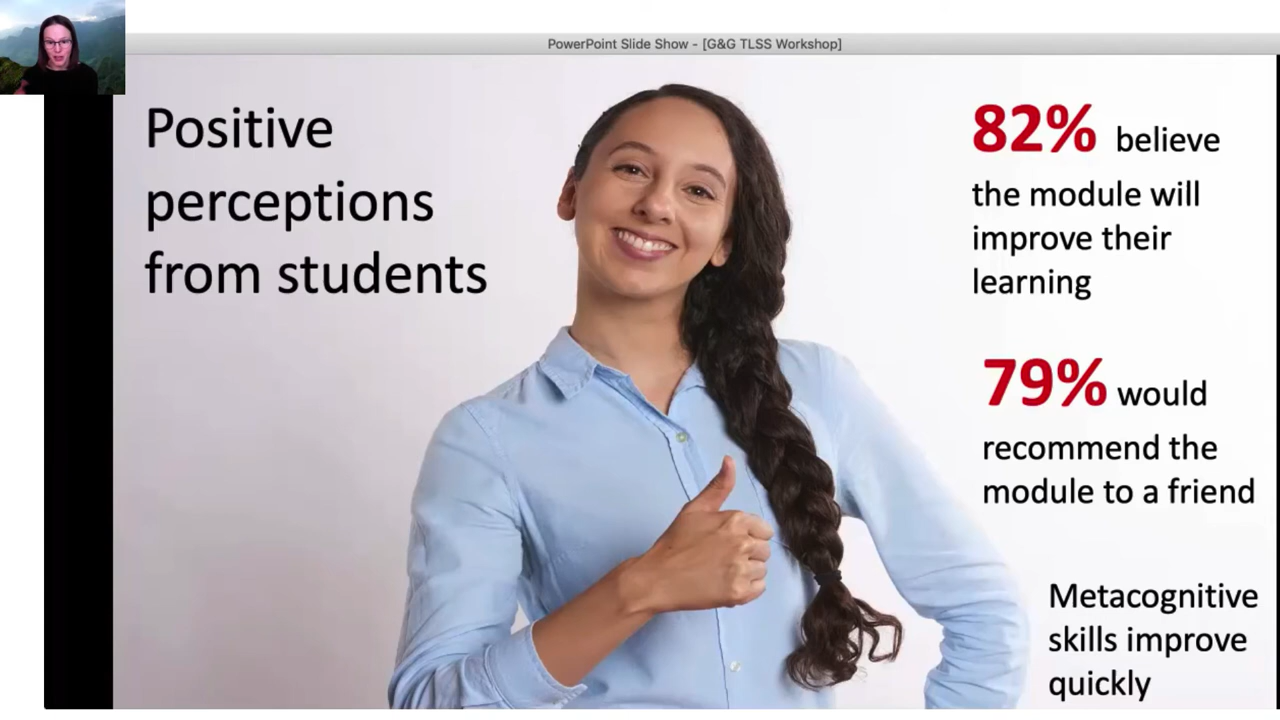 PowerPoint Slide Show - [G&G TLSS Workshop]
Positive
perceptions
from students
82% believe
the module will
improve their
learning
79% would
recommend the
module to a friend
Metacognitive
skills improve
quickly